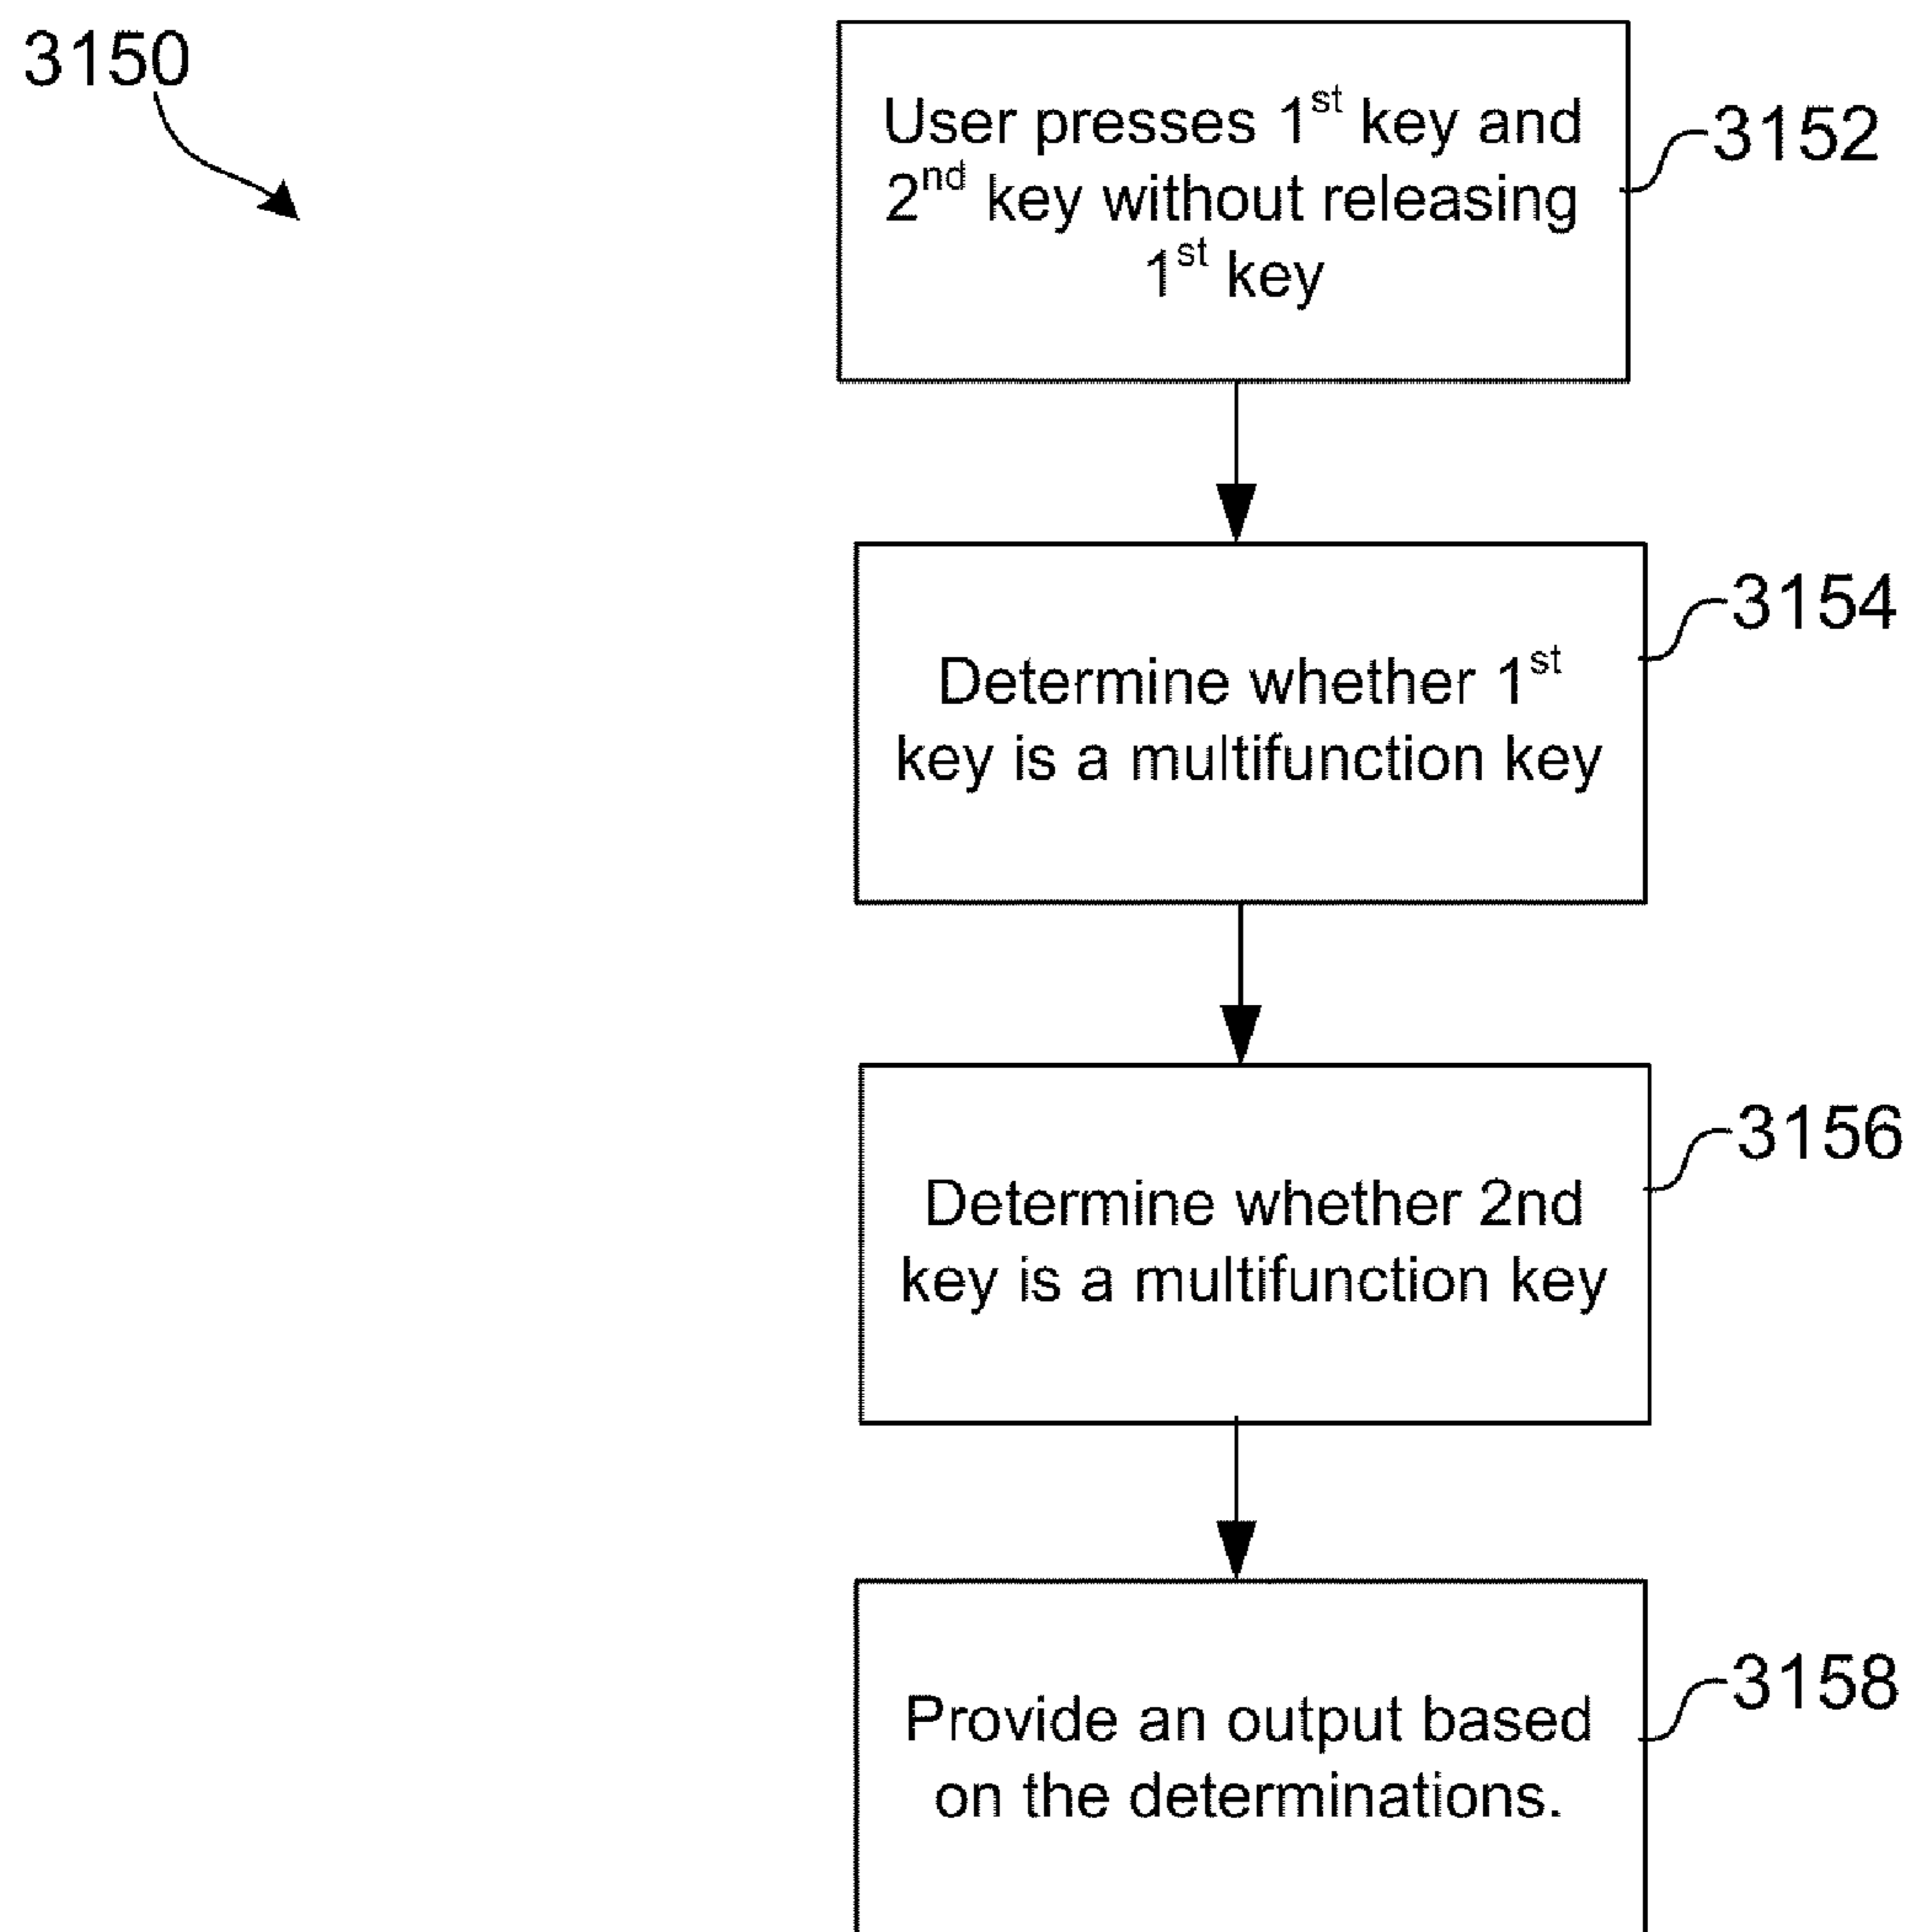 3150
User presses 1st key and
2nd key without releasing
1st key
3152
Determine whether 1st
key is a multifunction key
3154
Determine whether 2nd
key is a multifunction key
3156
Provide an output based
on the determinations.
3158